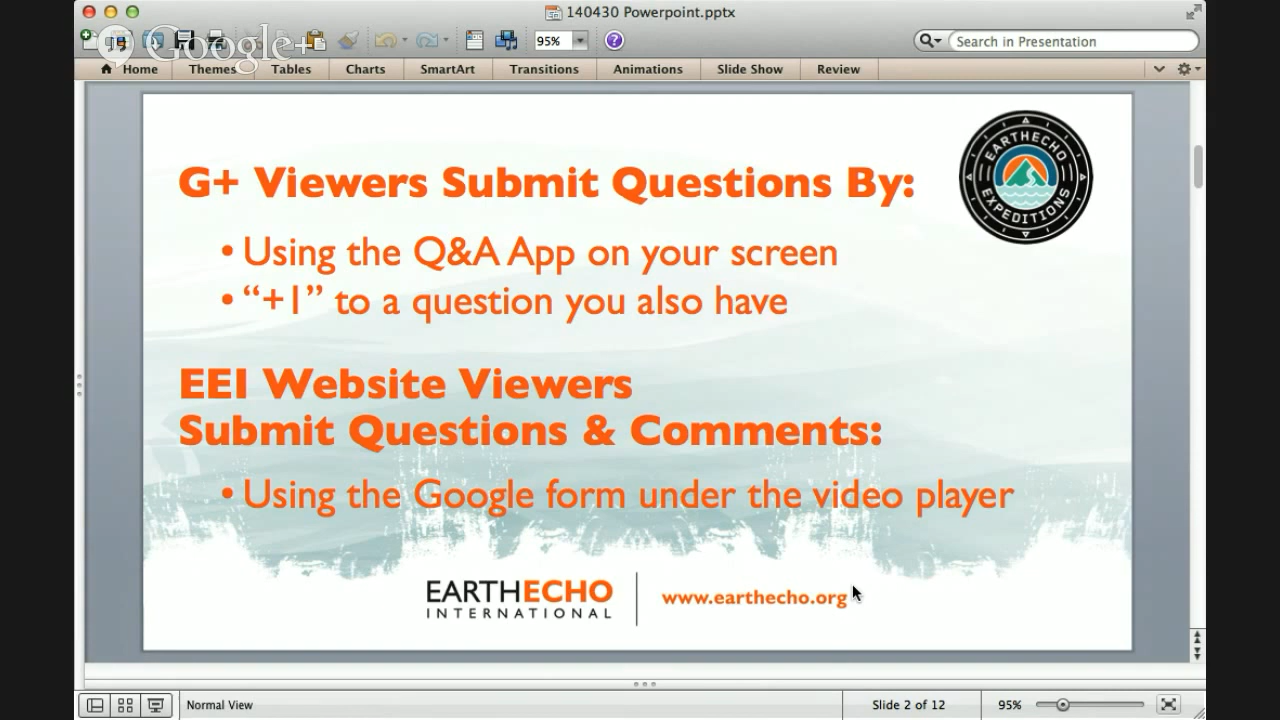 140430 Powerpoint.pptx
Google+
95%
Search in Presentation
Home Themes Tables Charts SmartArt Transitions Animations Slide Show Review
EARTHECHO
EXPEDITIONS
G+ Viewers Submit Questions By:
• Using the Q&A App on your screen
• “+1” to a question you also have
EEI Website Viewers
Submit Questions & Comments:
• Using the Google form under the video player
EARTHECHO
INTERNATIONAL
www.earthecho.org
Normal View Slide 2 of 12 95%